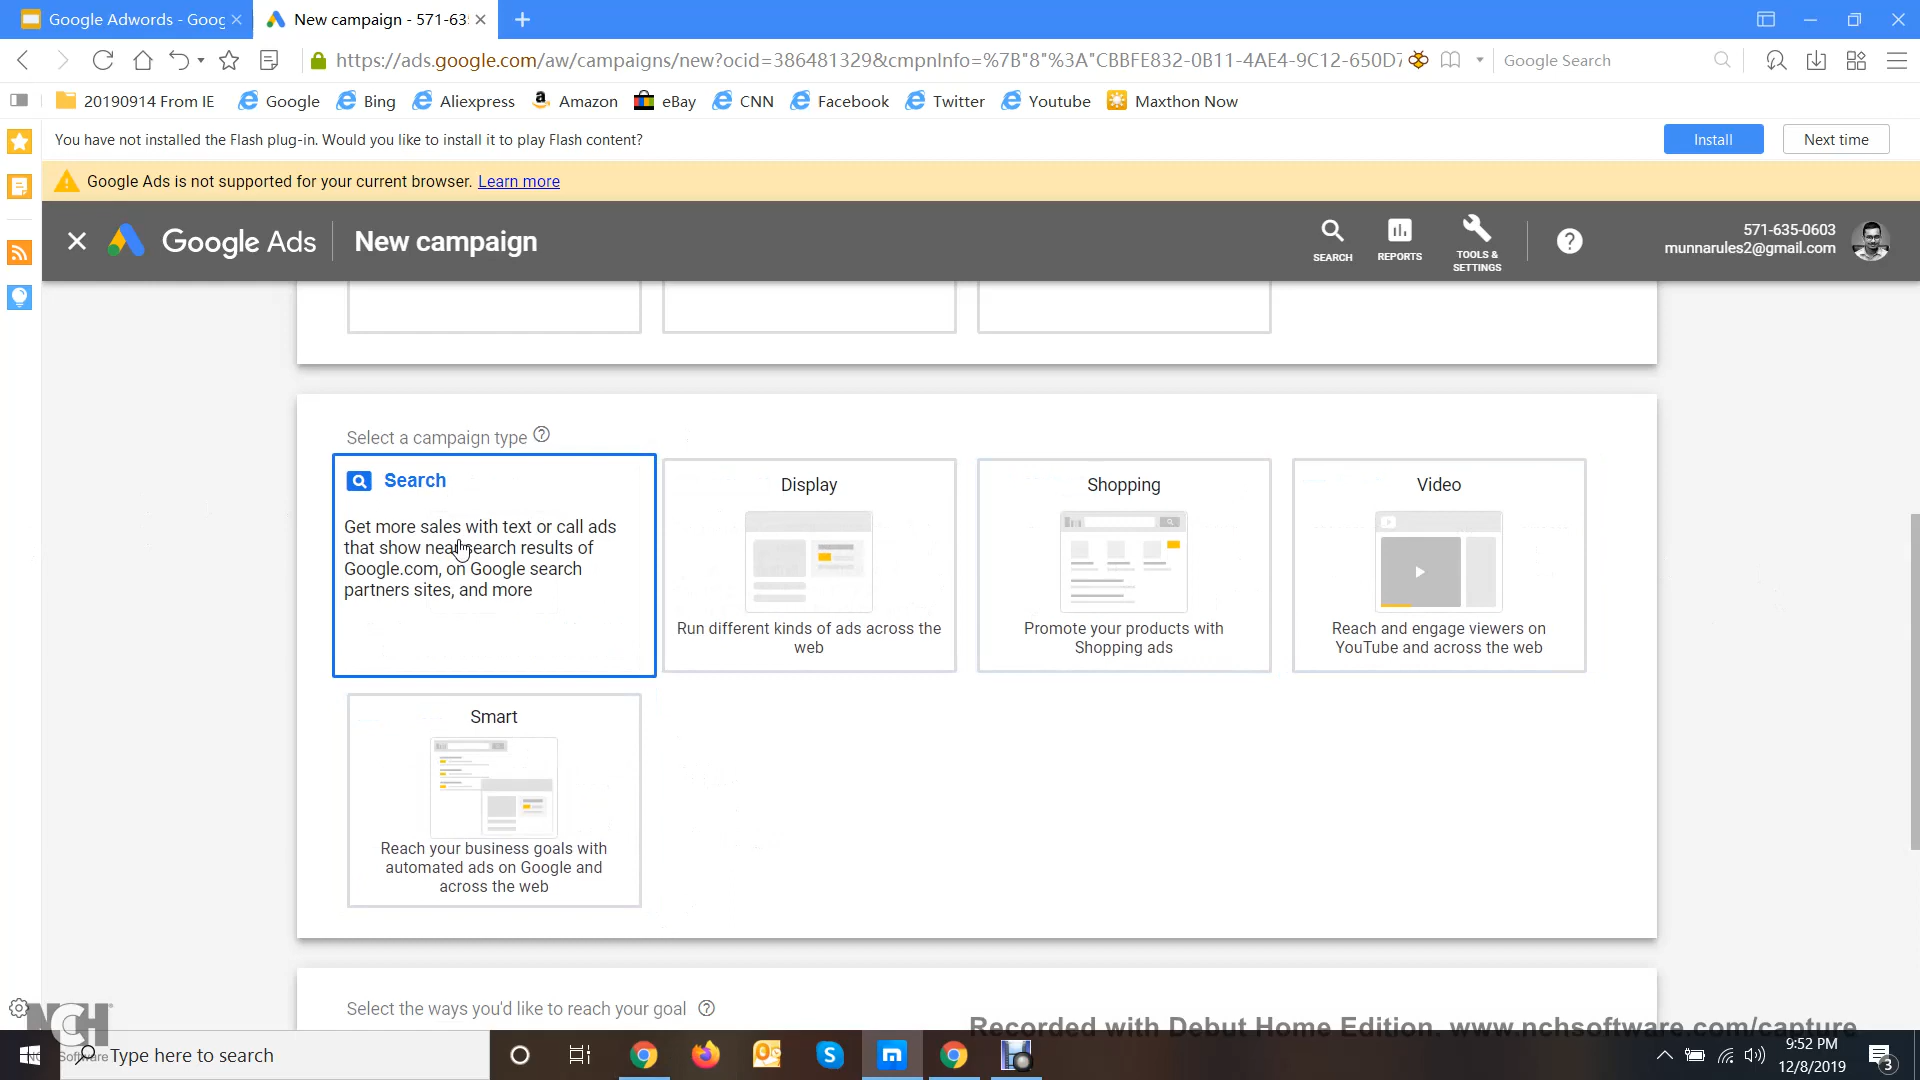 Google Adwords - Goog
New campaign - 571-63
https://ads.google.com/aw/campaigns/new?ocid=386481329&cmpnInfo=%7B"8"%3A"CBBFE832-0B11-4AE4-9C12-650D7
Google Search
20190914 From IE
Google
Bing
Aliexpress
Amazon
eBay
CNN
Facebook
Twitter
Youtube
Maxthon Now
You have not installed the Flash plug-in. Would you like to install it to play Flash content?
Install
Next time
Google Ads is not supported for your current browser. Learn more
Google Ads
New campaign
SEARCH
REPORTS
TOOLS &
SETTINGS
571-635-0603
munnarules2@gmail.com
Select a campaign type
Search
Get more sales with text or call ads
that show near search results of
Google.com, on Google search
partners sites, and more
Display
Run different kinds of ads across the
web
Shopping
Promote your products with
Shopping ads
Video
Reach and engage viewers on
YouTube and across the web
Smart
Reach your business goals with
automated ads on Google and
across the web
Select the ways you'd like to reach your goal
NCH
Software
Recorded with Debut Home Edition. www.nchsoftware.com/capture
Type here to search
9:52 PM
12/8/2019
3